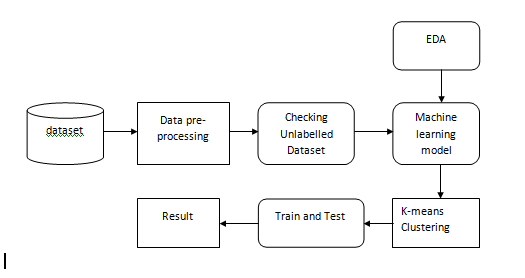 EDA
dataset
Data pre-
processing
Checking
Unlabelled
Dataset
Machine
learning
model
Result
Train and Test
K-means
Clustering